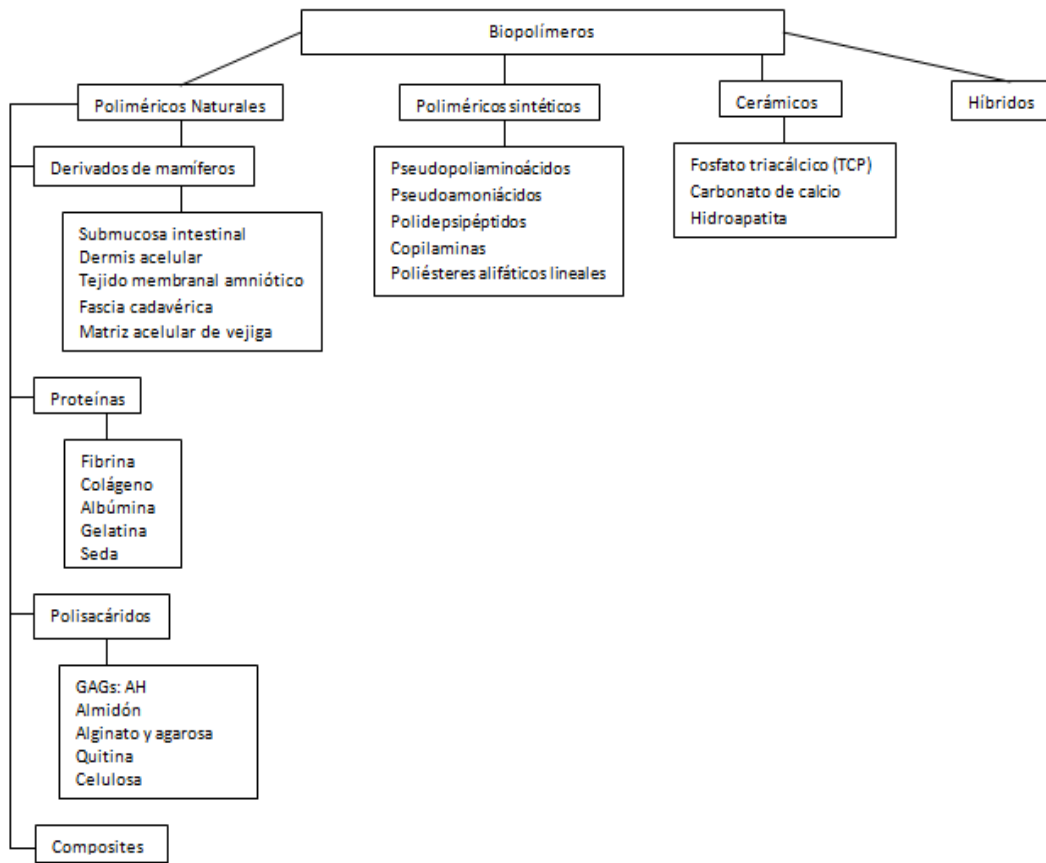 Biopolímeros
Poliméricos Naturales
Poliméricos sintéticos
Cerámicos
Híbridos
Derivados de mamíferos
Submucosa intestinal
Dermis acelular
Tejido membranal amniótico
Fascia cadavérica
Matriz acelular de vejiga
Pseudopoliaminoácidos
Pseudoamoniácidos
Polidepsipéptidos
Copilaminas
Poliésteres alifáticos lineales
Fosfato triacálcico (TCP)
Carbonato de calcio
Hidroapatita
Proteínas
Fibrina
Colágeno
Albúmina
Gelatina
Seda
Polisacáridos
GAGs: AH
Almidón
Alginato y agarosa
Quitina
Celulosa
Composites